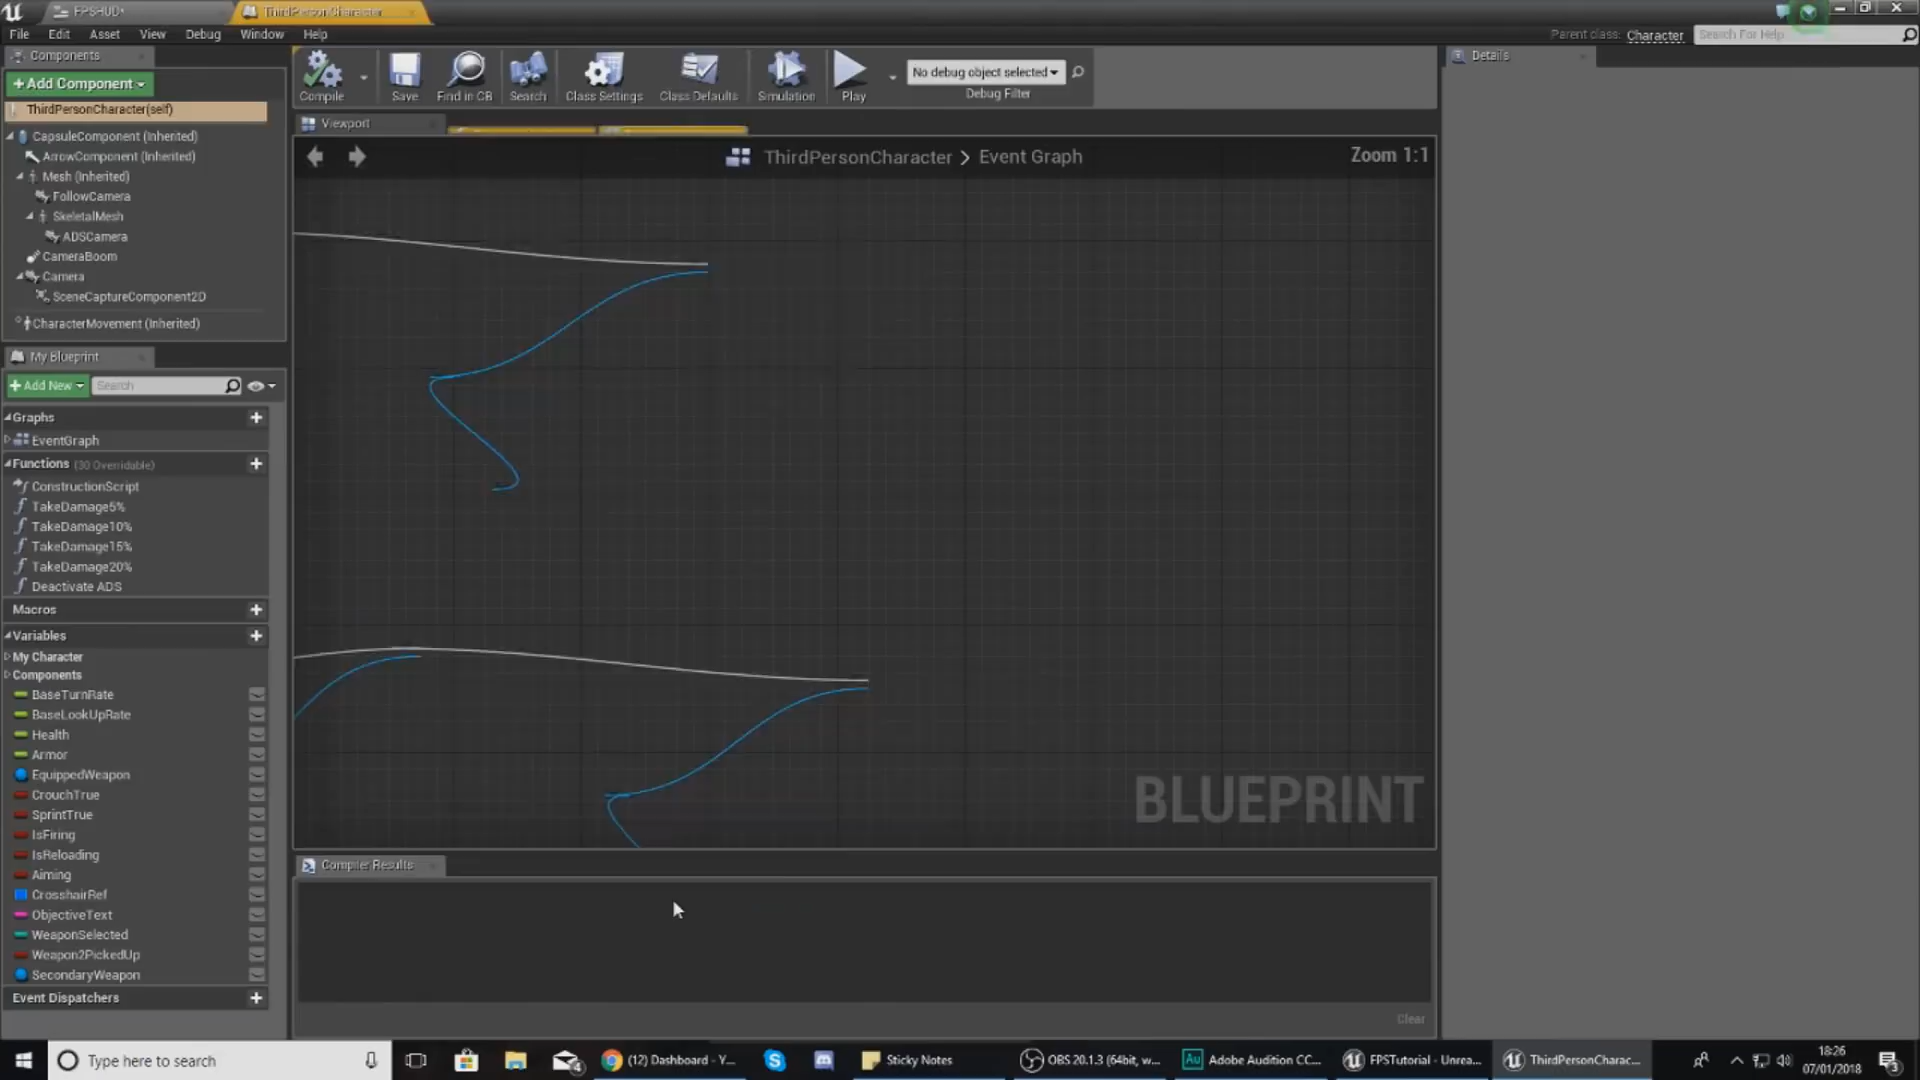 FPSHUD*
ThirdPersonCharacter
File Edit Asset View Debug Window Help
Parent class: Character
Search For Help
Components
+Add Component
ThirdPersonCharacter(self)
CapsuleComponent (Inherited)
ArrowComponent (Inherited)
Mesh (Inherited)
FollowCamera
SkeletalMesh
ADSCamera
CameraBoom
Camera
SceneCaptureComponent2D
CharacterMovement (Inherited)
Compile
Save
Find in CB
Search
Class Settings
Class Defaults
Simulation
Play
No debug object selected
Debug Filter
Details
Viewport
ThirdPersonCharacter > Event Graph
Zoom 1:1
BLUEPRINT
My Blueprint
+Add New
Search
Graphs
EventGraph
Functions (30 Overridable)
ConstructionScript
TakeDamage5%
TakeDamage10%
TakeDamage15%
TakeDamage20%
Deactivate ADS
Macros
Variables
My Character
Components
BaseTurnRate
BaseLookUpRate
Health
Armor
EquippedWeapon
CrouchTrue
SprintTrue
IsFiring
IsReloading
Aiming
CrosshairRef
ObjectiveText
WeaponSelected
Weapon2PickedUp
SecondaryWeapon
Event Dispatchers
Compiler Results
Clear
Type here to search
4
(12) Dashboard - Y...
Sticky Notes
OBS 20.1.3 (64bit, w...
Au
Adobe Audition CC...
FPSTutorial - Unrea...
ThirdPersonCharac...
18:26
07/01/2018
3